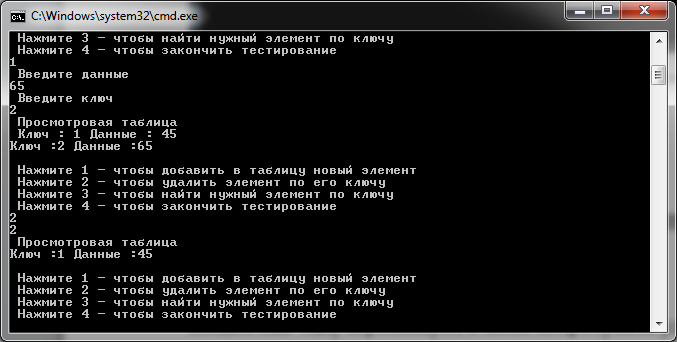 C:\Windows\system32\cmd.exe
Нажмите 3 - чтобы найти нужный элемент по ключу
Нажмите 4 - чтобы закончить тестирование
1
Введите данные
65
Введите ключ
2
Просмотровая таблица
Ключ : 1 Данные : 45
Ключ :2 Данные :65
Нажмите 1 - чтобы добавить в таблицу новый элемент
Нажмите 2 - чтобы удалить элемент по его ключу
Нажмите 3 - чтобы найти нужный элемент по ключу
Нажмите 4 - чтобы закончить тестирование
2
2
Просмотровая таблица
Ключ :1 Данные :45
Нажмите 1 - чтобы добавить в таблицу новый элемент
Нажмите 2 - чтобы удалить элемент по его ключу
Нажмите 3 - чтобы найти нужный элемент по ключу
Нажмите 4 - чтобы закончить тестирование